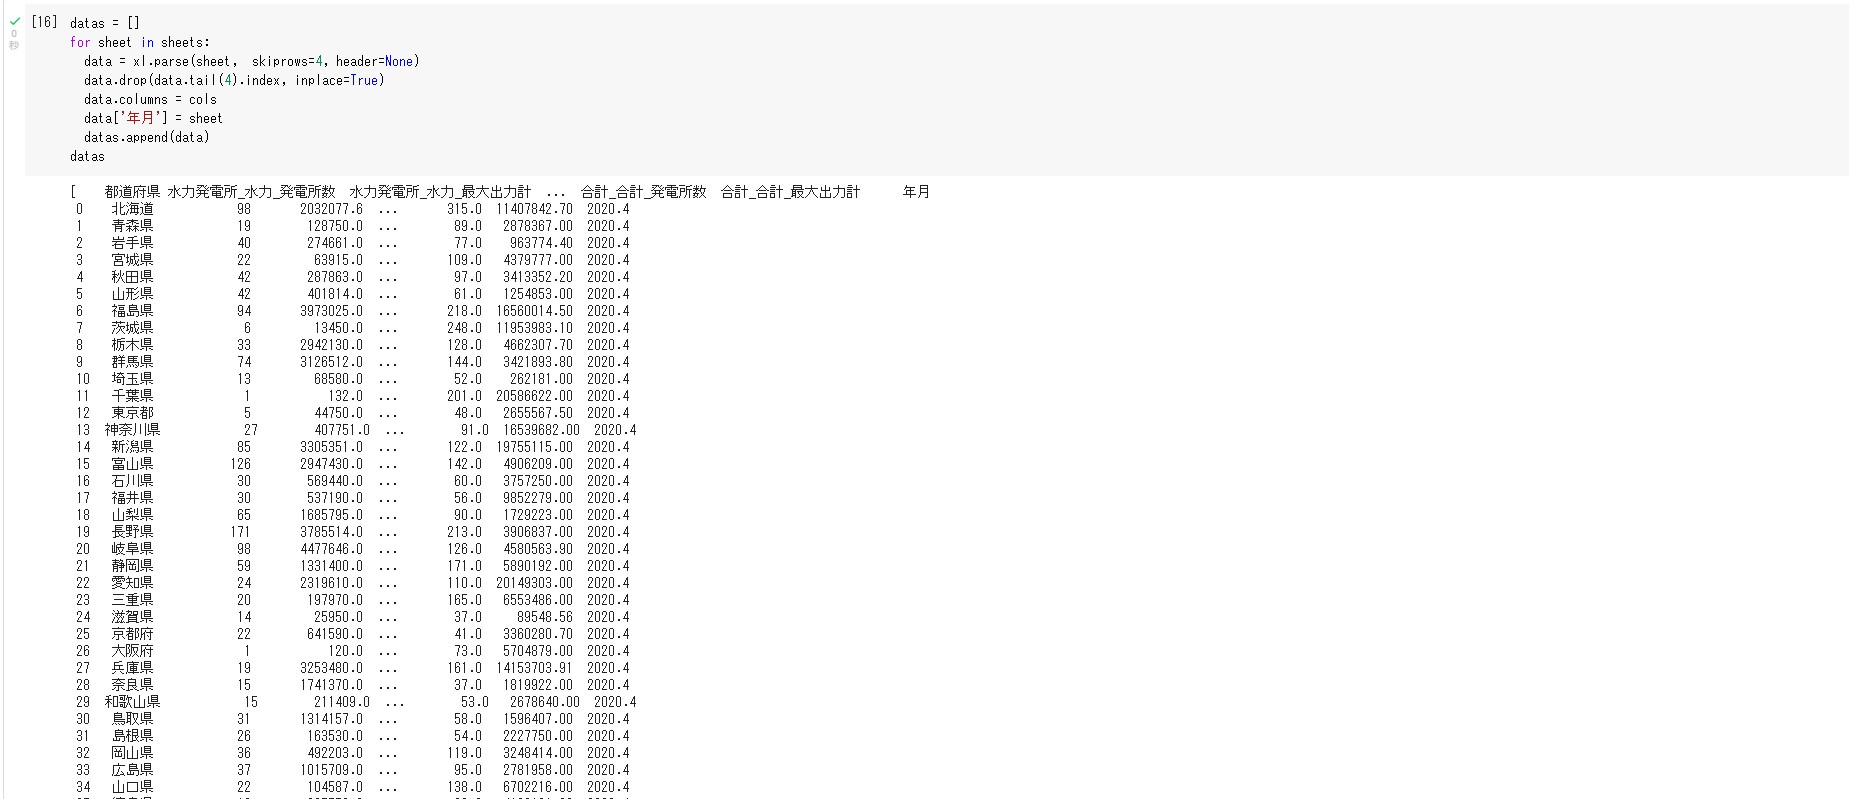 [16] datas = []
0
秒
for sheet in sheets:
data = xl.parse(sheet,  skiprows=4, header=None)
data.drop(data.tail(4).index, inplace=True)
data.columns = cols
data['年月'] = sheet
datas.append(data)
datas
[    都道府県 水力発電所_水力_発電所数  水力発電所_水力_最大出力計  ...  合計_合計_発電所数  合計_合計_最大出力計      年月
0 北海道 98 2032077.6 ... 315.0 11407842.70 2020.4
1 青森県 19 128750.0 ... 89.0 2878367.00 2020.4
2 岩手県 40 274661.0 ... 77.0 963774.40 2020.4
3 宮城県 22 63915.0 ... 109.0 4379777.00 2020.4
4 秋田県 42 287863.0 ... 97.0 3413352.20 2020.4
5 山形県 42 401814.0 ... 61.0 1254853.00 2020.4
6 福島県 94 3973025.0 ... 218.0 16560014.50 2020.4
7 茨城県 6 13450.0 ... 248.0 11953983.10 2020.4
8 栃木県 33 2942130.0 ... 128.0 4662307.70 2020.4
9 群馬県 74 3126512.0 ... 144.0 3421893.80 2020.4
10 埼玉県 13 68580.0 ... 52.0 262181.00 2020.4
11 千葉県 1 132.0 ... 201.0 20586622.00 2020.4
12 東京都 5 44750.0 ... 48.0 2655567.50 2020.4
13 神奈川県 27 407751.0 ... 91.0 16539682.00 2020.4
14 新潟県 85 3305351.0 ... 122.0 19755115.00 2020.4
15 富山県 126 2947430.0 ... 142.0 4906209.00 2020.4
16 石川県 30 569440.0 ... 60.0 3757250.00 2020.4
17 福井県 30 537190.0 ... 56.0 9852279.00 2020.4
18 山梨県 65 1685795.0 ... 90.0 1729223.00 2020.4
19 長野県 171 3785514.0 ... 213.0 3906837.00 2020.4
20 岐阜県 98 4477646.0 ... 126.0 4580563.90 2020.4
21 静岡県 59 1331400.0 ... 171.0 5890192.00 2020.4
22 愛知県 24 2319610.0 ... 110.0 20149303.00 2020.4
23 三重県 20 197970.0 ... 165.0 6553486.00 2020.4
24 滋賀県 14 25950.0 ... 37.0 89548.56 2020.4
25 京都府 22 641590.0 ... 41.0 3360280.70 2020.4
26 大阪府 1 120.0 ... 73.0 5704879.00 2020.4
27 兵庫県 19 3253480.0 ... 161.0 14153703.91 2020.4
28 奈良県 15 1741370.0 ... 37.0 1819922.00 2020.4
29 和歌山県 15 211409.0 ... 53.0 2678640.00 2020.4
30 鳥取県 31 1314157.0 ... 58.0 1596407.00 2020.4
31 島根県 26 163530.0 ... 54.0 2227750.00 2020.4
32 岡山県 36 492203.0 ... 119.0 3248414.00 2020.4
33 広島県 37 1015709.0 ... 95.0 2781958.00 2020.4
34 山口県 22 104587.0 ... 138.0 6702216.00 2020.4